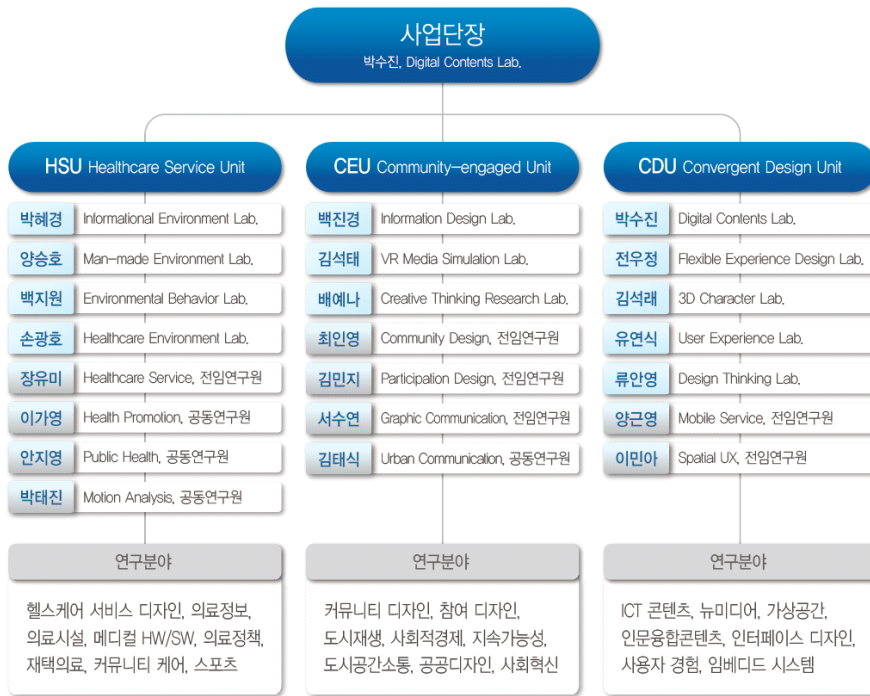 사업단장
박수진, Digital Contents Lab.
HSU Healthcare Service Unit
박혜경 Informational Environment Lab.
양승호 Man-made Environment Lab.
백지원 Environmental Behavior Lab.
손광호 Healthcare Environment Lab.
장유미 Healthcare Service, 전임연구원
이가영 Health Promotion, 공동연구원
안지영 Public Health, 공동연구원
박태진 Motion Analysis, 공동연구원
연구분야
헬스케어 서비스 디자인, 의료정보,
의료시설, 메디컬 HW/SW, 의료정책,
재택의료, 커뮤니티 케어, 스포츠
CEU Community-engaged Unit
백진경 Information Design Lab.
김석태 VR Media Simulation Lab.
배예나 Creative Thinking Research Lab.
최인영 Community Design, 전임연구원
김민지 Participation Design, 전임연구원
서수연 Graphic Communication, 전임연구원
김태식 Urban Communication, 공동연구원
연구분야
커뮤니티 디자인, 참여 디자인,
도시재생, 사회적경제, 지속가능성,
도시공간소통, 공공디자인, 사회혁신
CDU Convergent Design Unit
박수진 Digital Contents Lab.
전우정 Flexible Experience Design Lab.
김석래 3D Character Lab.
유연식 User Experience Lab.
류안영 Design Thinking Lab.
양근영 Mobile Service, 전임연구원
이민아 Spatial UX, 전임연구원
연구분야
ICT 콘텐츠, 뉴미디어, 가상공간,
인문융합콘텐츠, 인터페이스 디자인,
사용자 경험, 임베디드 시스템